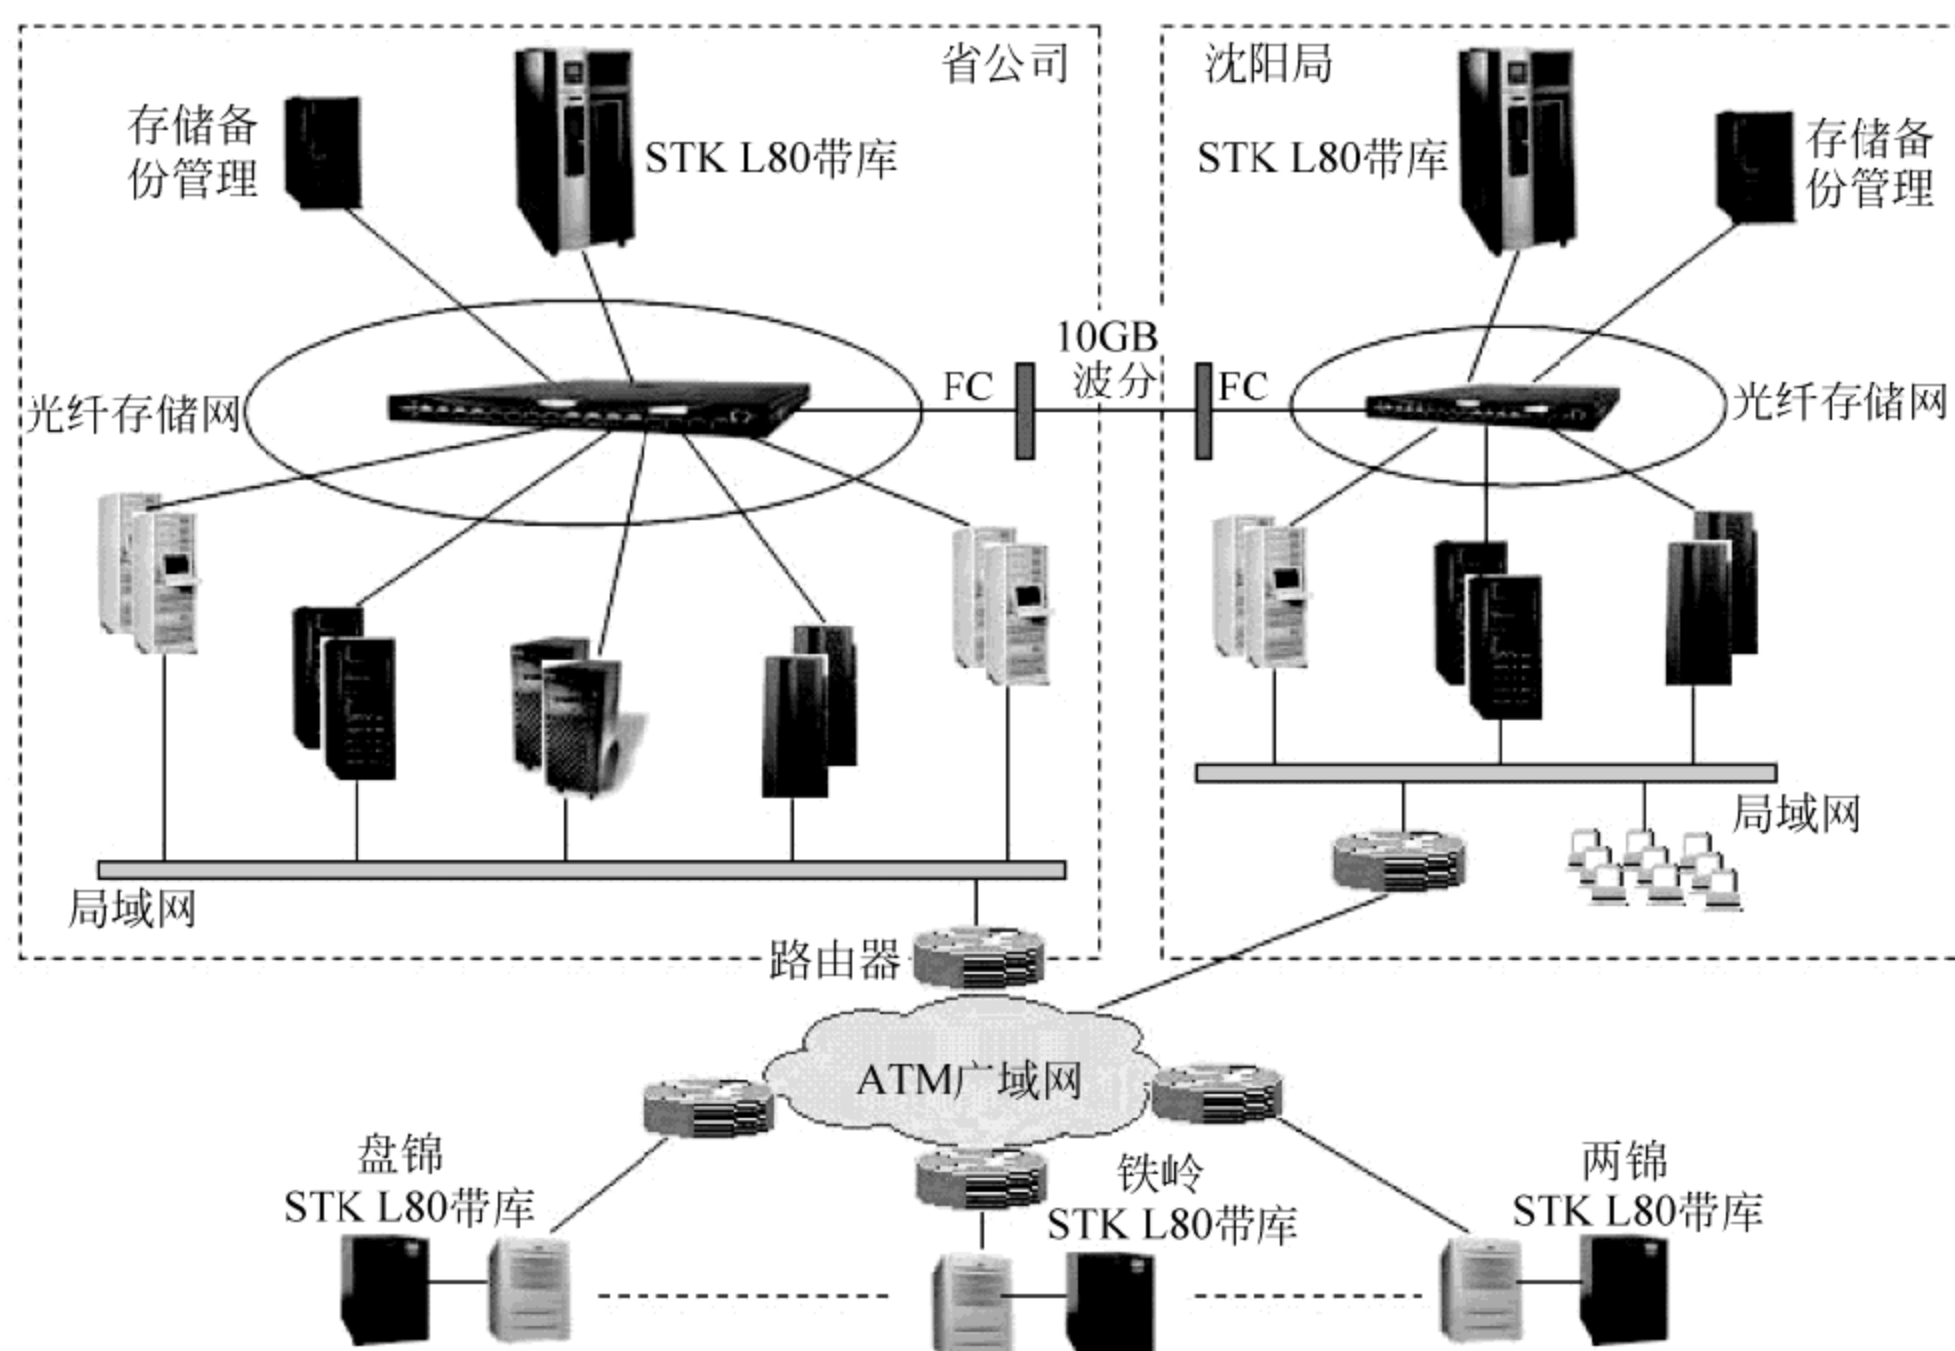 省公司
存储备
份管理
STK L80带库
光纤存储网
FC
10GB
波分
局域网
路由器
沈阳局
STK L80带库
存储备
份管理
FC
光纤存储网
局域网
ATM广域网
盘锦
STK L80带库
铁岭
STK L80带库
两锦
STK L80带库